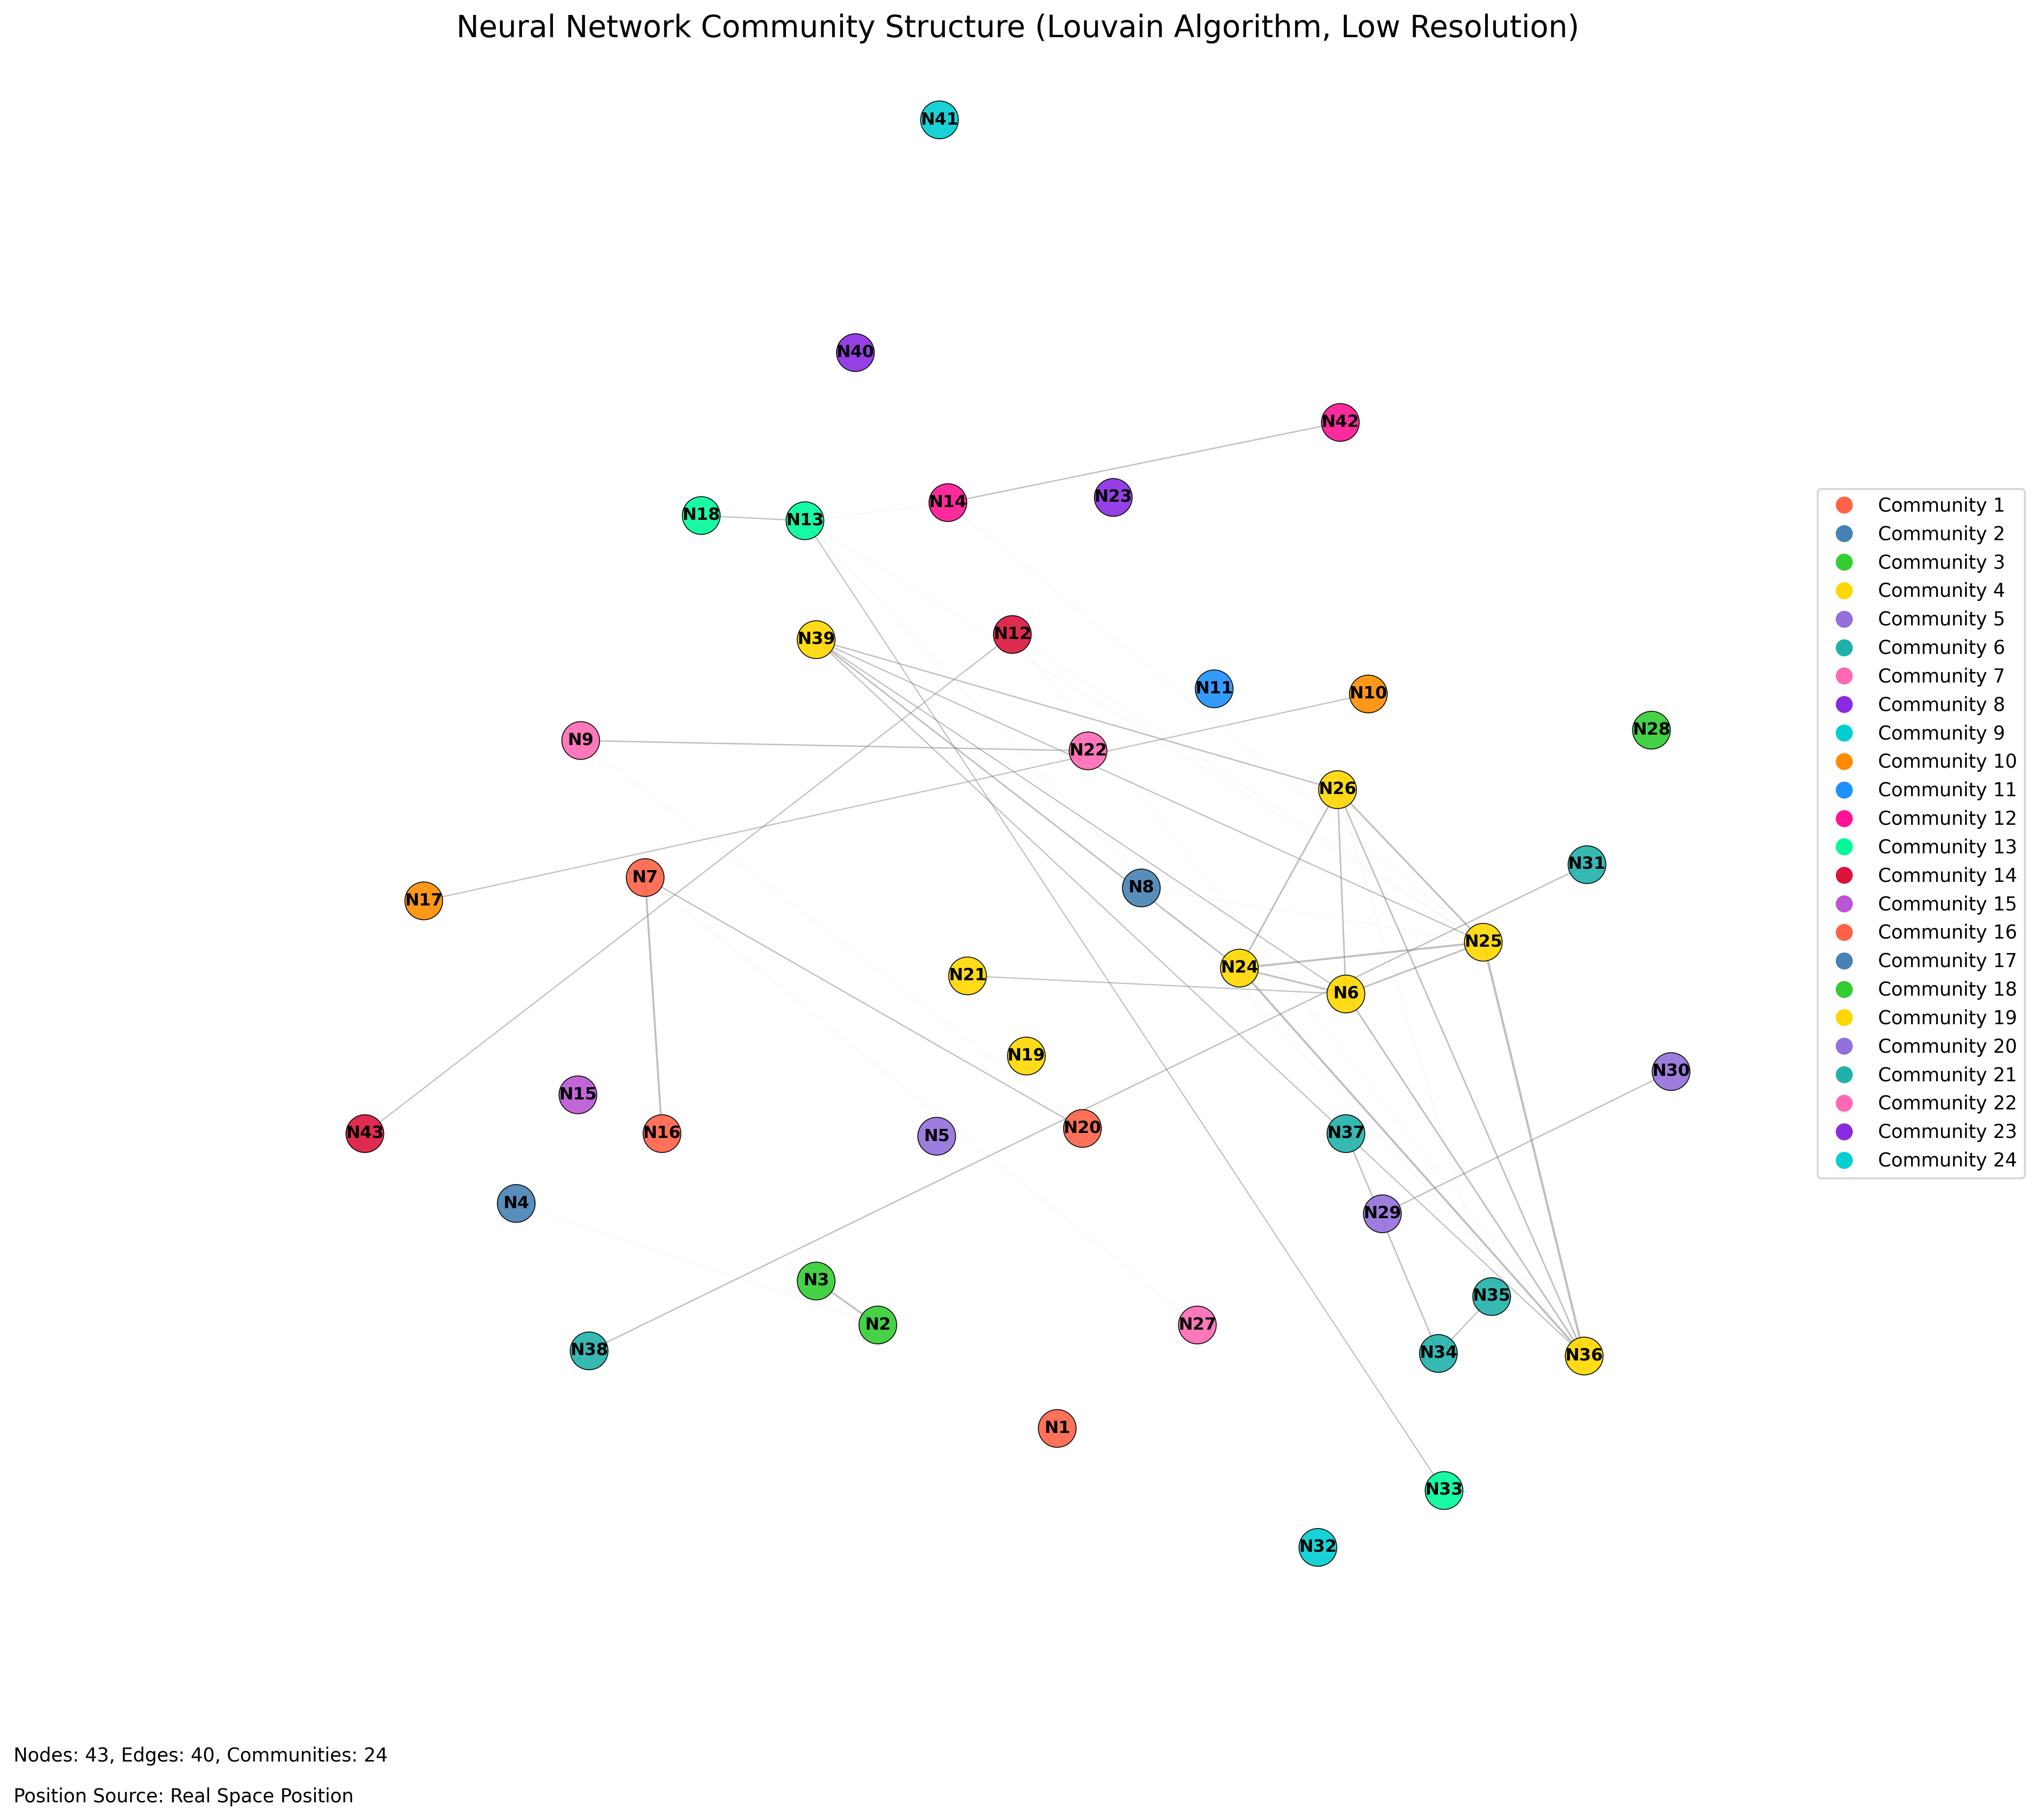 Neural Network Community Structure (Louvain Algorithm, Low Resolution)
N41
N40
N42
N23
N14
N18
N13
N12
N39
N11
N10
N28
N9
N22
N26
N31
N7
N8
N17
N25
N24
N21
N6
N19
N30
N15
N20
N43
N16
N37
N5
N4
N29
N3
N35
N2
N27
N38
N34
N36
N1
N33
N32
Community 1
Community 2
Community 3
Community 4
Community 5
Community 6
Community 7
Community 8
Community 9
Community 10
Community 11
Community 12
Community 13
Community 14
Community 15
Community 16
Community 17
Community 18
Community 19
Community 20
Community 21
Community 22
Community 23
Community 24
Nodes: 43, Edges: 40, Communities: 24
Position Source: Real Space Position